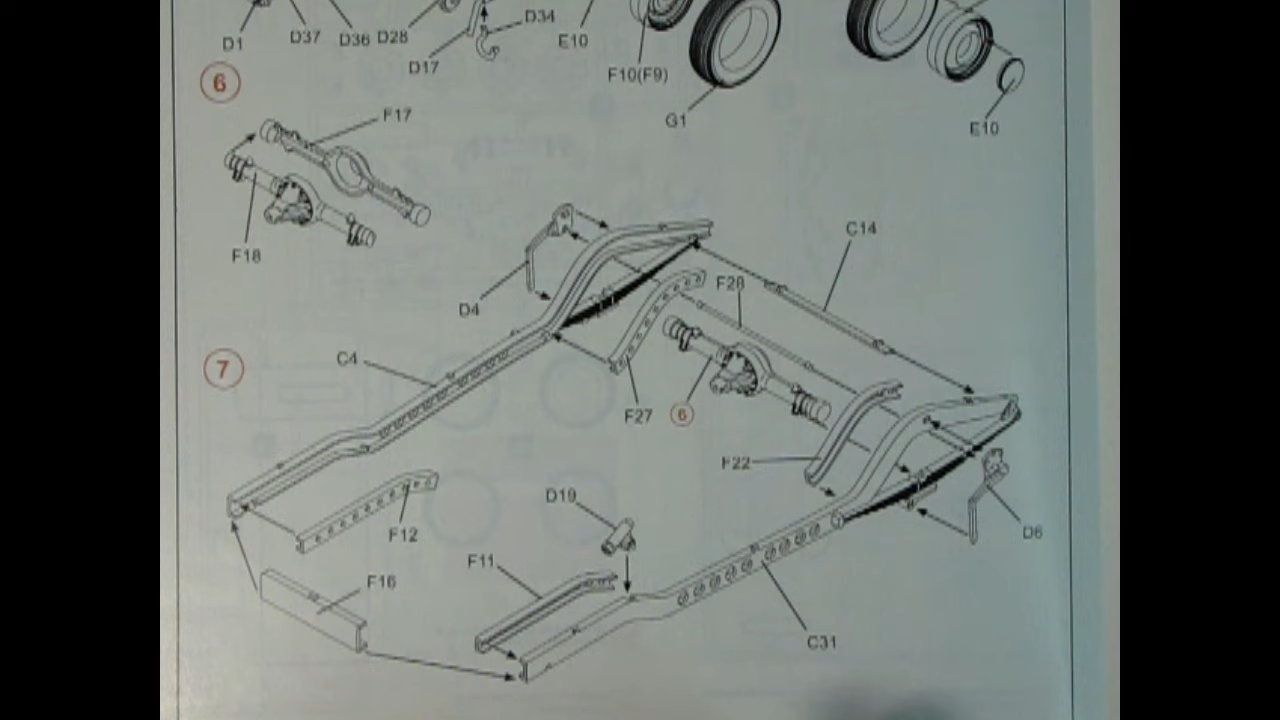 D1
D37
D36
D28
D17
D34
E10
F10(F9)
G1
E10
6
F17
F18
D4
C14
F28
7
C4
F27
6
F22
D19
F12
D6
F11
F16
C31